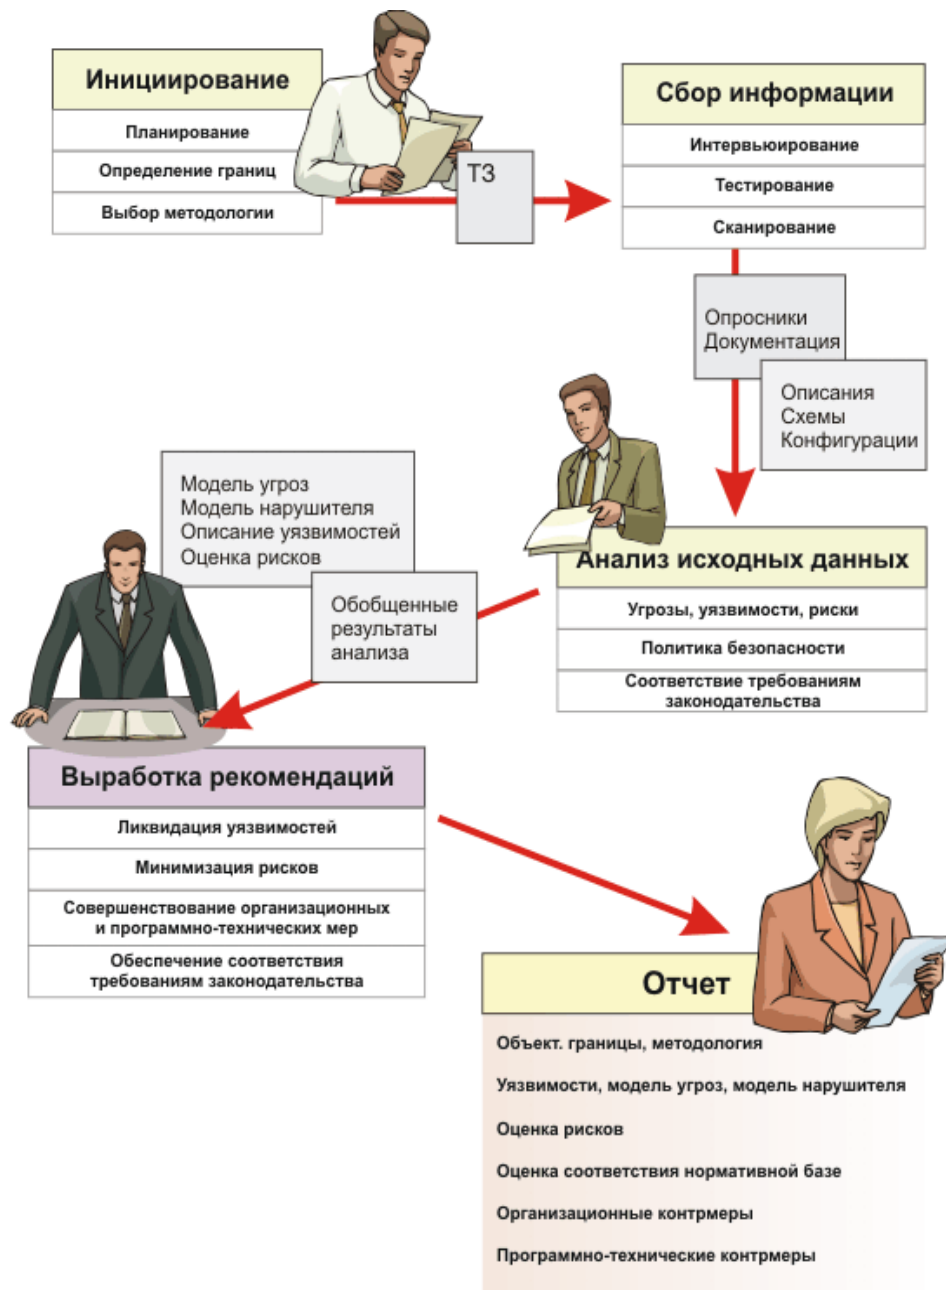 Инициирование
Планирование
Определение границ
Выбор методологии
ТЗ
Сбор информации
Интервьюирование
Тестирование
Сканирование
Опросники
Документация
Описания
Схемы
Конфигурации
Анализ исходных данных
Угрозы, уязвимости, риски
Политика безопасности
Соответствие требованиям
законодательства
Модель угроз
Модель нарушителя
Описание уязвимостей
Оценка рисков
Обобщенные
результаты
анализа
Выработка рекомендаций
Ликвидация уязвимостей
Минимизация рисков
Совершенствование организационных
и программно-технических мер
Обеспечение соответствия
требованиям законодательства
Отчет
Объект. границы, методология
Уязвимости, модель угроз, модель нарушителя
Оценка рисков
Оценка соответствия нормативной базе
Организационные контрмеры
Программно-технические контрмеры